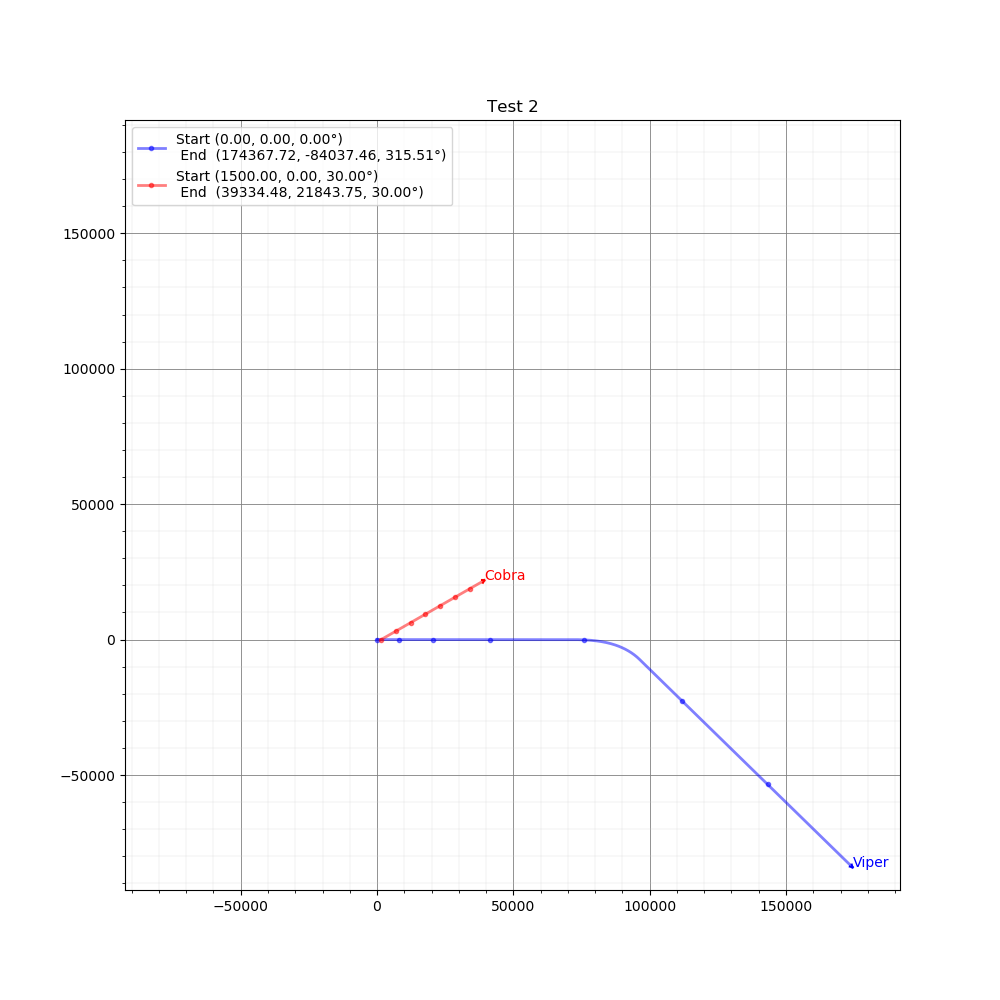 Test 2
Start (0.00, 0.00, 0.00°)
End  (174367.72, -84037.46, 315.51°)
Start (1500.00, 0.00, 30.00°)
End  (39334.48, 21843.75, 30.00°)
150000
100000
50000
Cobra
0
−50000
Viper
−50000 0 50000 100000 150000